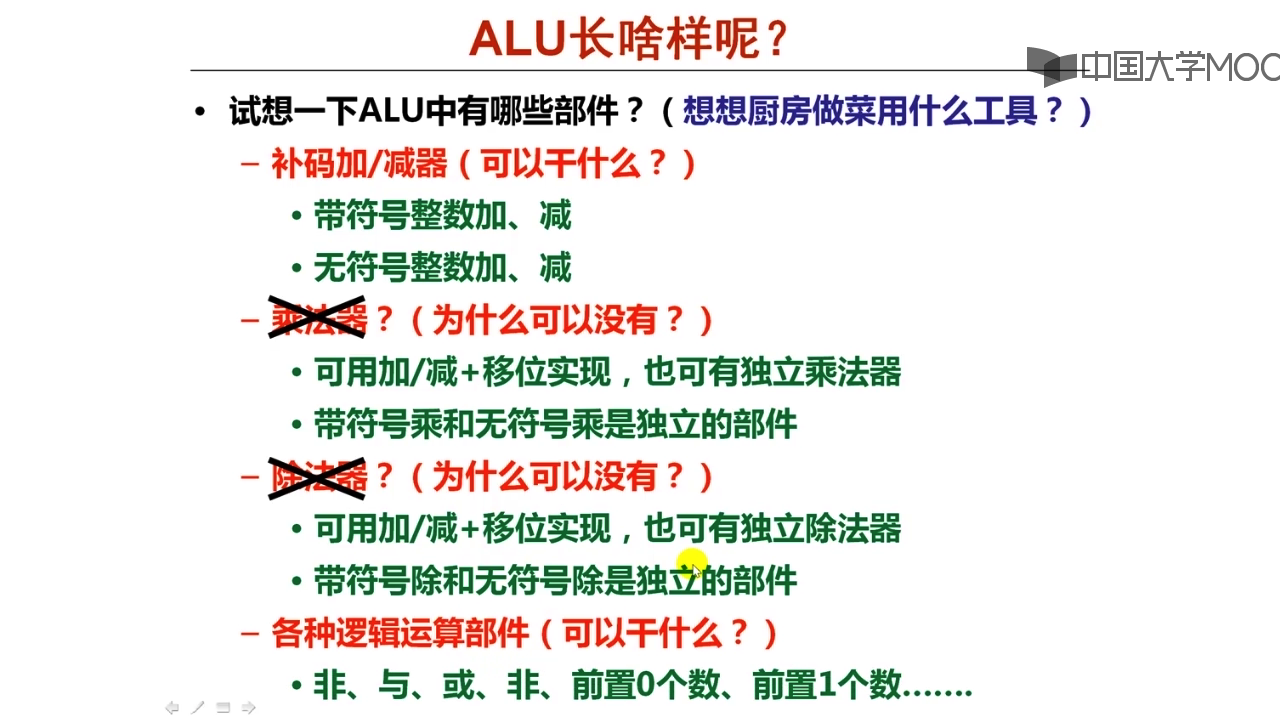 ALU长啥样呢？
中国大学MOO
• 试想一下ALU中有哪些部件？（想想厨房做菜用什么工具？）
– 补码加/减器（可以干什么？）
• 带符号整数加、减
• 无符号整数加、减
– 乘法器？（为什么可以没有？）
• 可用加/减+移位实现，也可有独立乘法器
• 带符号乘和无符号乘是独立的部件
– 除法器？（为什么可以没有？）
• 可用加/减+移位实现，也可有独立除法器
• 带符号除和无符号除是独立的部件
– 各种逻辑运算部件（可以干什么？）
• 非、与、或、非、前置0个数、前置1个数.......